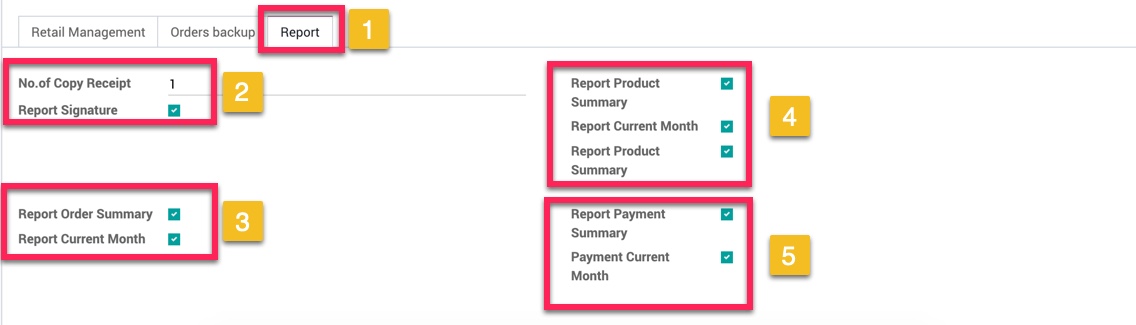 Retail Management Orders backup Report 1
No.of Copy Receipt 1
Report Signature
2
Report Product
Summary
Report Current Month
Report Product
Summary
4
Report Order Summary
Report Current Month
3
Report Payment
Summary
Payment Current
Month
5